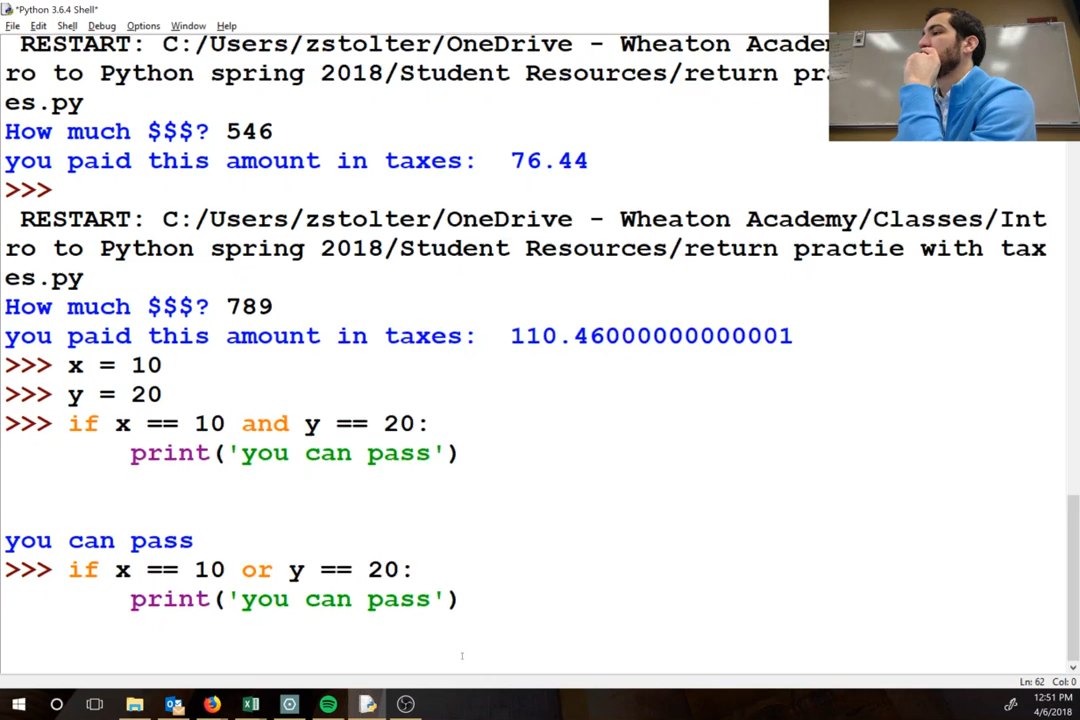 *Python 3.6.4 Shell*
File Edit Shell Debug Options Window Help
RESTART: C:/Users/zstolter/OneDrive - Wheaton
ro to Python spring 2018/Student Resources/return
es.py
How much $$$? 546
you paid this amount in taxes:  76.44
>>>
RESTART: C:/Users/zstolter/OneDrive - Wheaton Academy/Classes/Int
ro to Python spring 2018/Student Resources/return practie with tax
es.py
How much $$$? 789
you paid this amount in taxes:  110.46000000000001
>>> x = 10
>>> y = 20
>>> if x == 10 and y == 20:
print('you can pass')
you can pass
>>> if x == 10 or y == 20:
print('you can pass')
Ln: 62 Col: 0
12:51 PM
4/6/2018